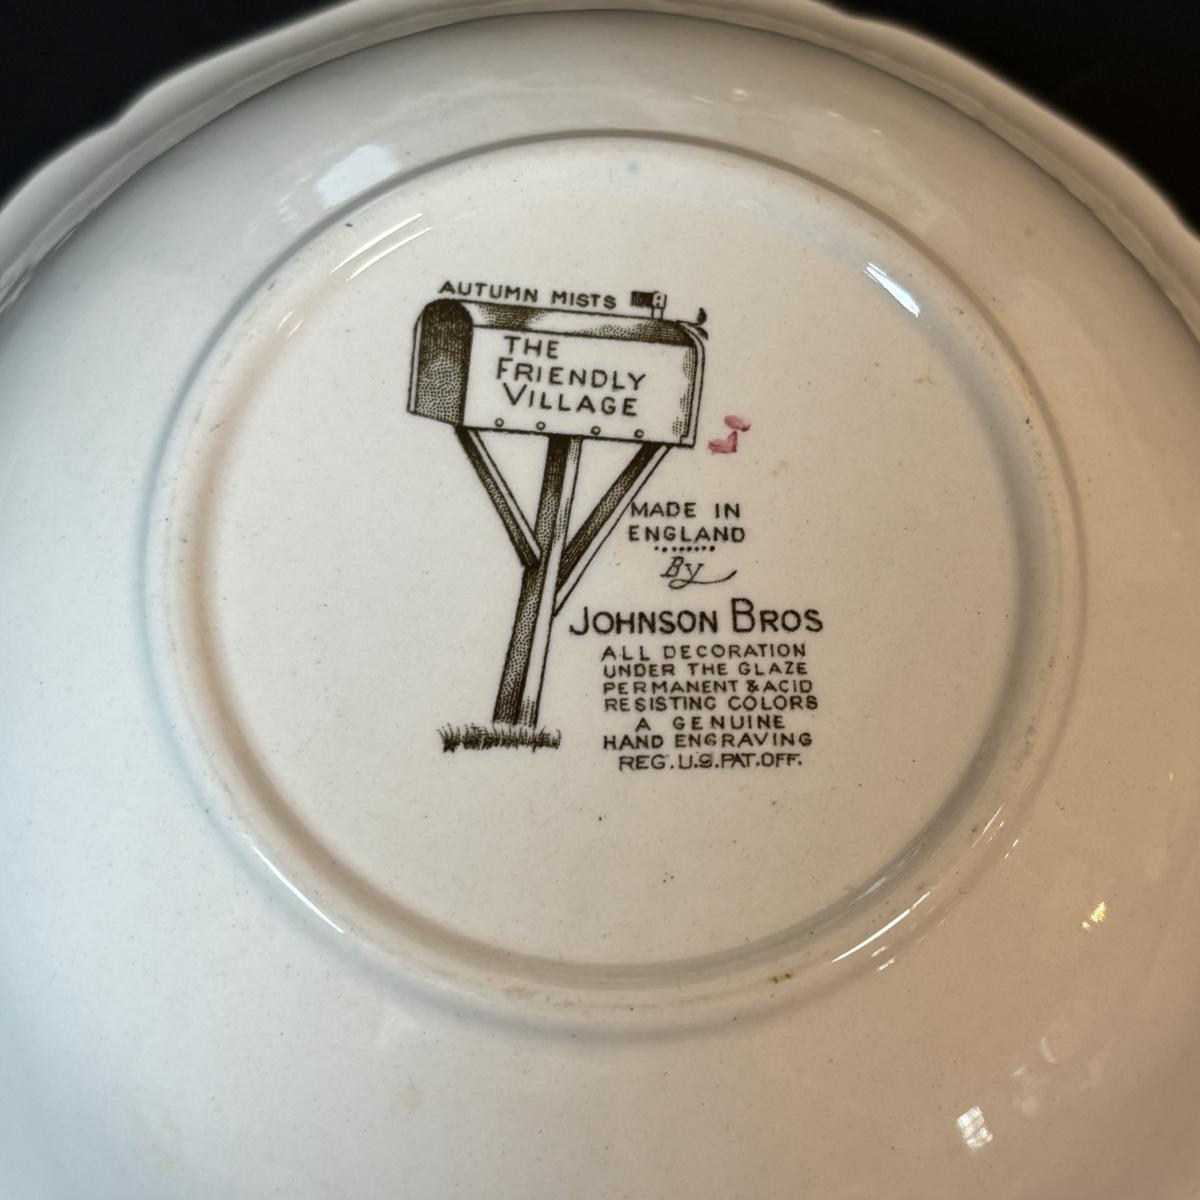 AUTUMN MISTS
THE
FRIENDLY
VILLAGE
MADE IN
ENGLAND
By
JOHNSON BROS
ALL DECORATION
UNDER THE GLAZE
PERMANENT & ACID
RESISTING COLORS
A GENUINE
HAND ENGRAVING
REG. U.S. PAT. OFF.